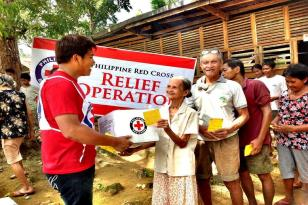 PHILIPPINE RED CROSS
RELIEF
OPERATION